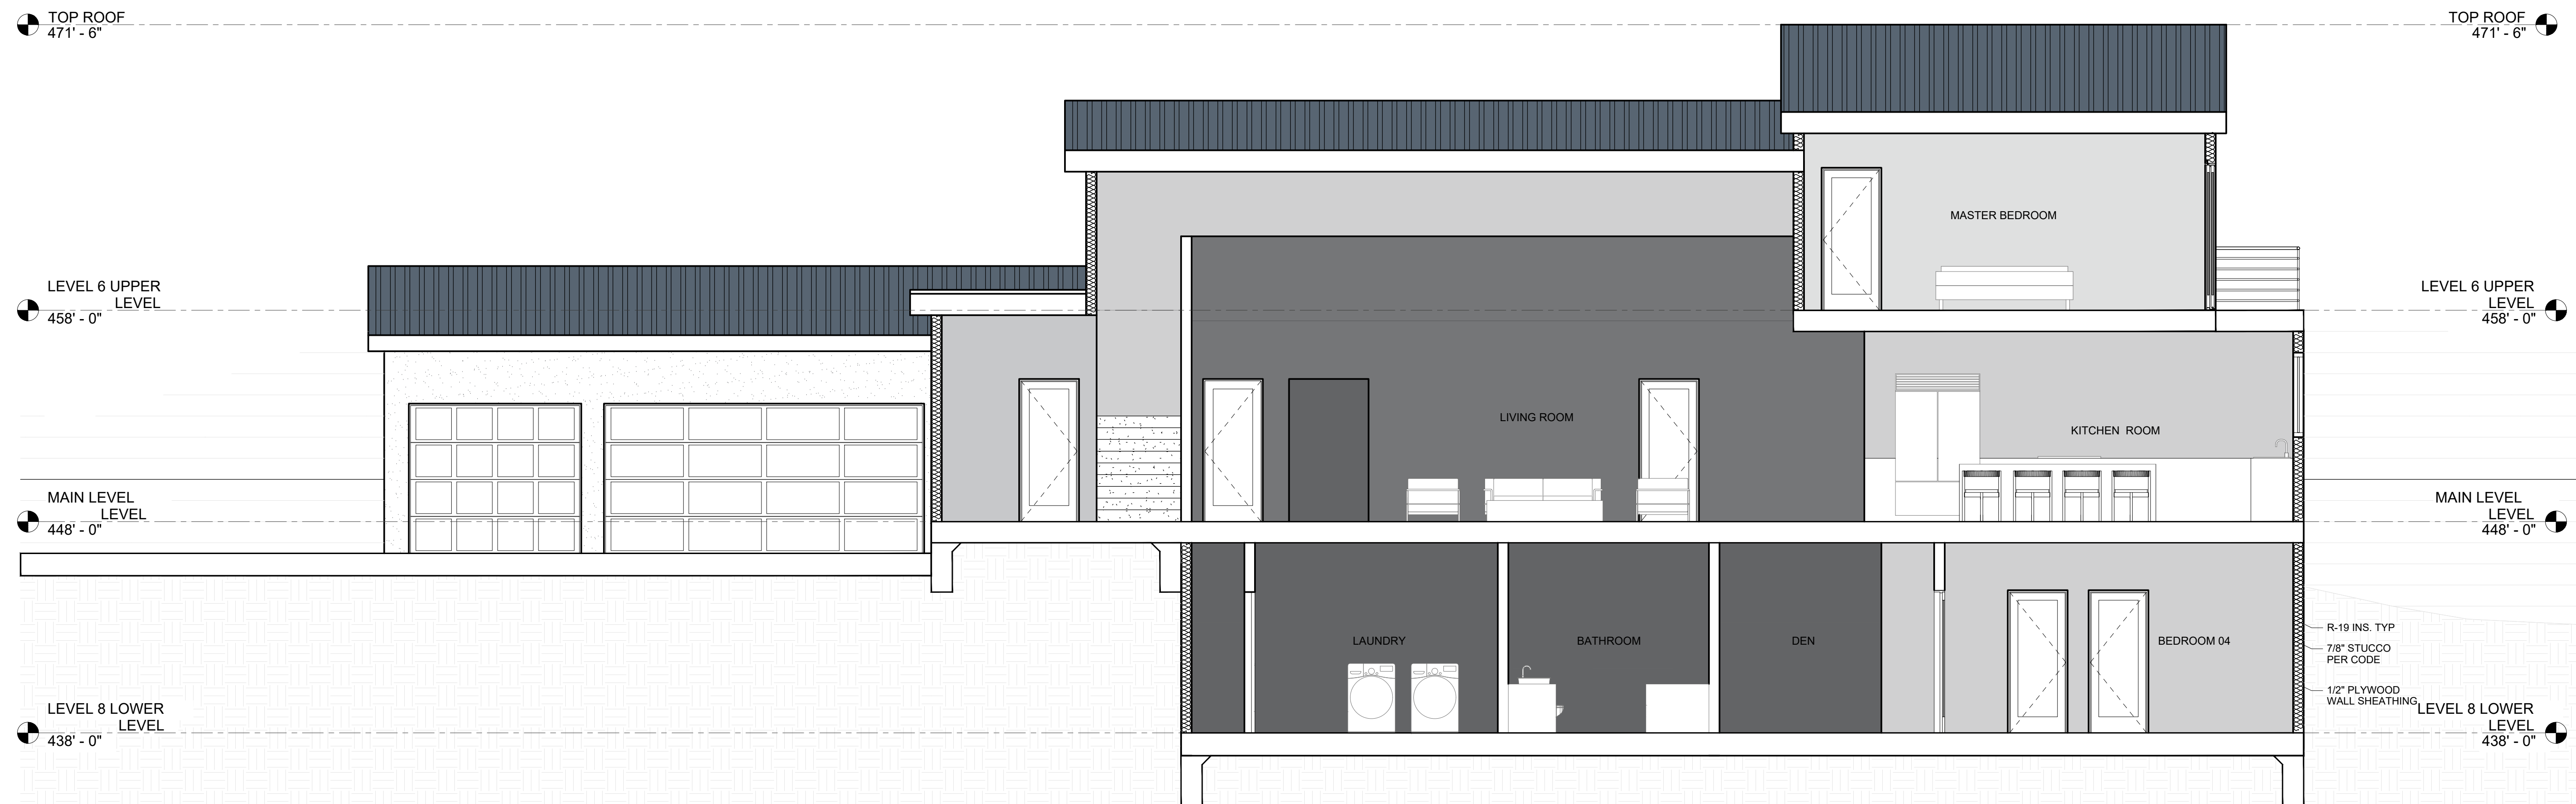 TOP ROOF
471' - 6"
TOP ROOF
471' - 6"
MASTER BEDROOM
LEVEL 6 UPPER
LEVEL
458' - 0"
LEVEL 6 UPPER
LEVEL
458' - 0"
LIVING ROOM
KITCHEN ROOM
MAIN LEVEL
LEVEL
448' - 0"
MAIN LEVEL
LEVEL
448' - 0"
LAUNDRY
BATHROOM
DEN
BEDROOM 04
R-19 INS. TYP
7/8" STUCCO
PER CODE
1/2" PLYWOOD
WALL SHEATHING
LEVEL 8 LOWER
LEVEL
438' - 0"
LEVEL 8 LOWER
LEVEL
438' - 0"